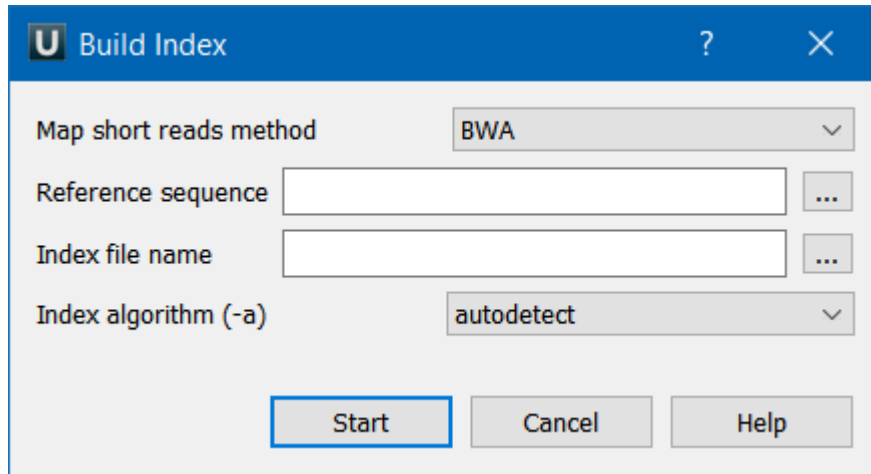 U Build Index ?
Map short reads method BWA
Reference sequence ...
Index file name ...
Index algorithm (-a) autodetect
Start Cancel Help